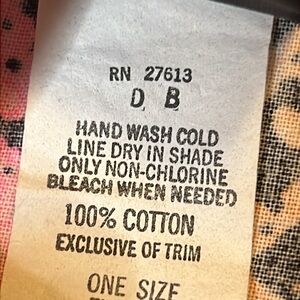 RN 27613
D B
HAND WASH COLD
LINE DRY IN SHADE
ONLY NON-CHLORINE
BLEACH WHEN NEEDED
100% COTTON
EXCLUSIVE OF TRIM
ONE SIZE